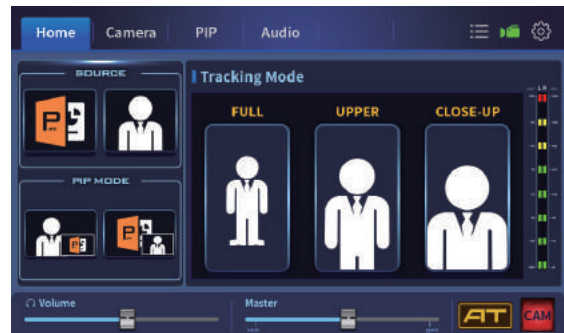 Home Camera PIP Audio
SOURCE
Tracking Mode
L R
FULL UPPER CLOSE-UP
P
P
PIP MODE
P
P
Volume
Master
AT
CAM